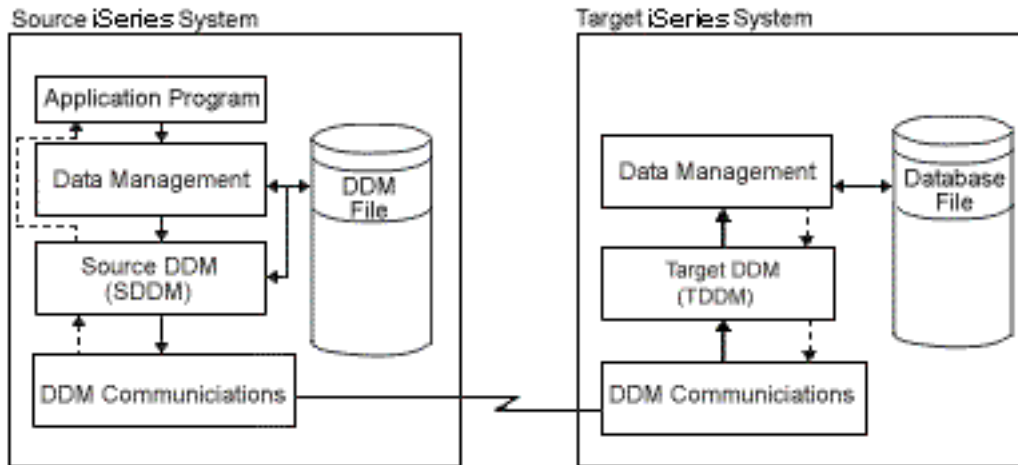 Source iSeries System
Application Program
Data Management
DDM
File
Source DDM
(SDDM)
DDM Communiciations
Target iSeries System
Data Management
Database
File
Target DDM
(TDDM)
DDM Communiciations